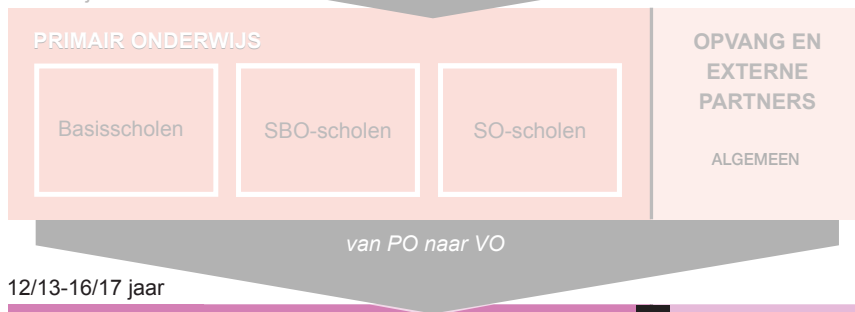 PRIMAIR ONDERWIJS
Basisscholen
SBO-scholen
SO-scholen
OPVANG EN
EXTERNE
PARTNERS
ALGEMEEN
van PO naar VO
12/13-16/17 jaar